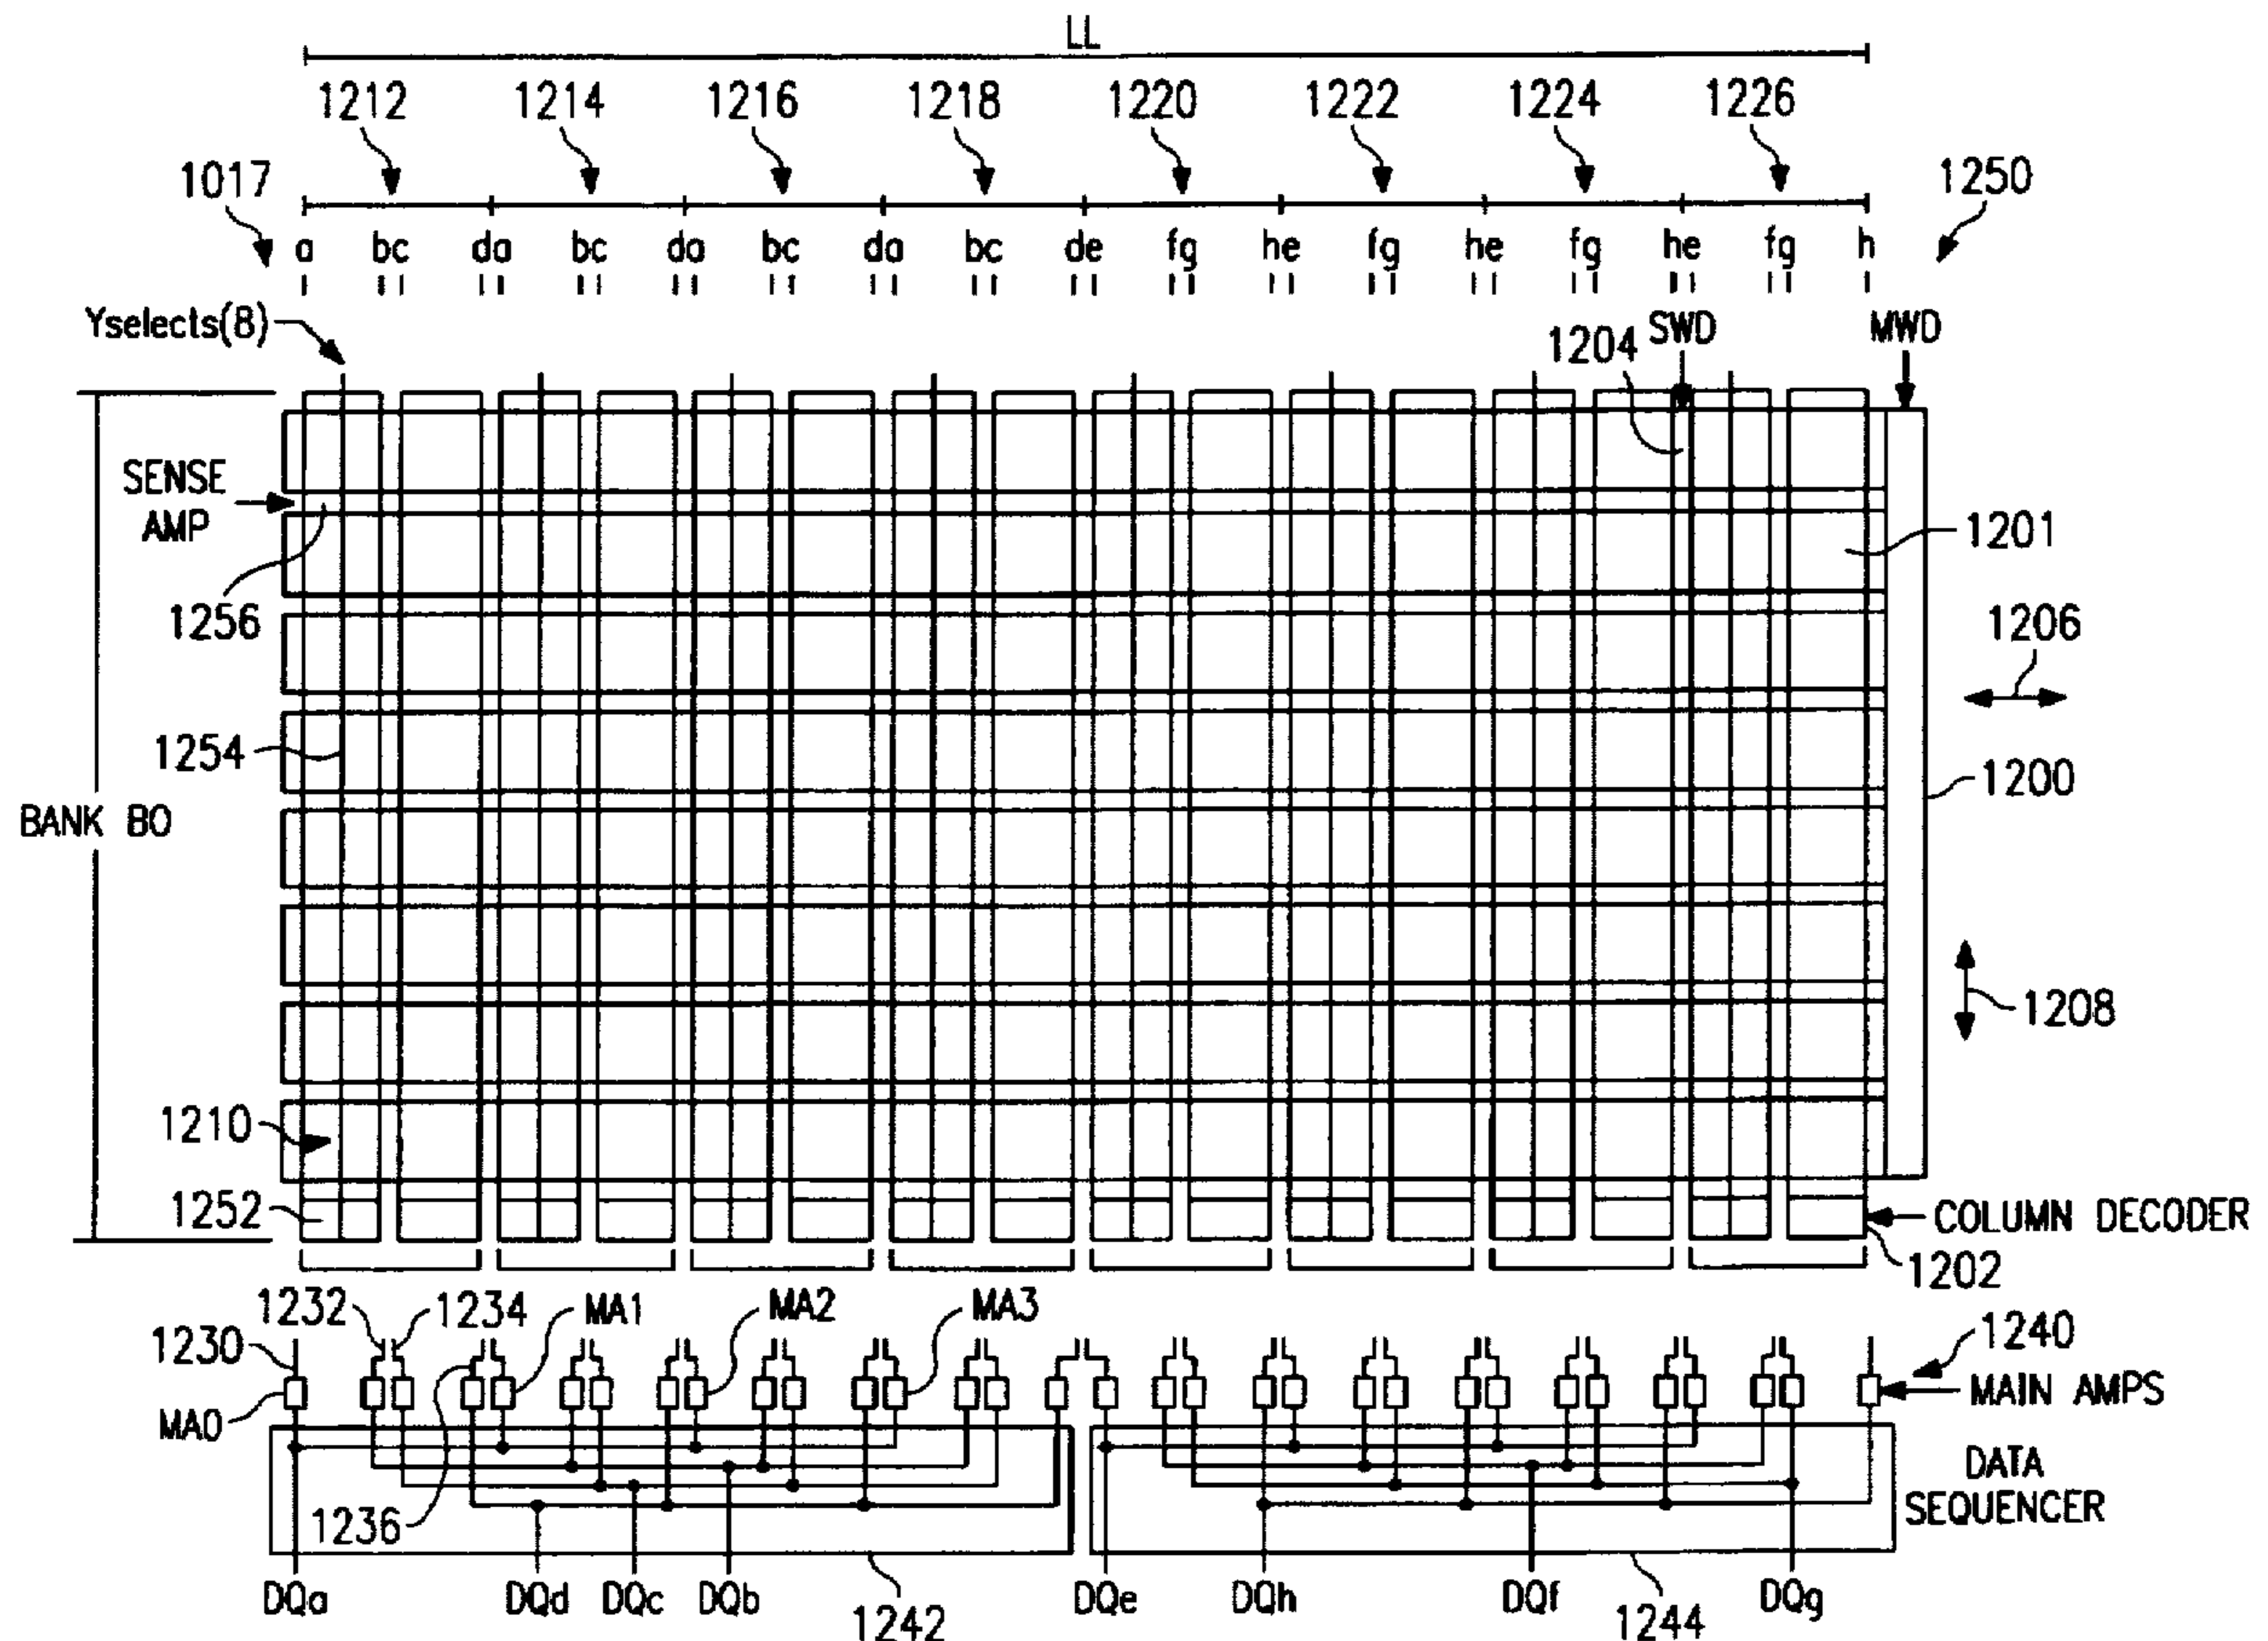 LL
1212 1214 1216 1218 1220 1222 1224 1226
1017 1250
a bc da bc da bc da bc de fg he fg he fg he fg h
Yselects(8) 1204 SWD MWD
SENSE
AMP
1201
1256
1206
1254
1200
BANK B0
1208
1210
1252
COLUMN DECODER
1202
1232 1234 MA1 MA2 MA3
1230 1240
MAIN AMPS
MA0
DATA
SEQUENCER
1236
DQa DQd DQc DQb DQe DQh DQf DQg
1242 1244